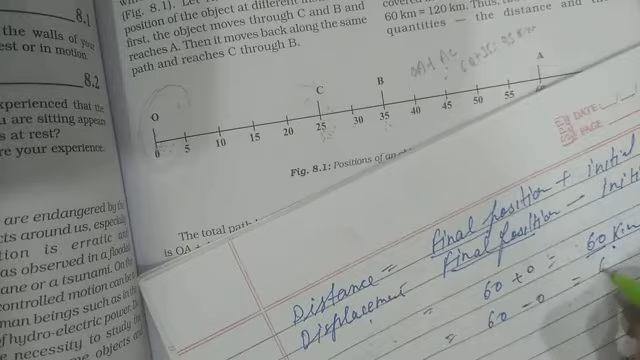 8.1
the walls of your
est or in motion.
8.2
xperienced that the
u are sitting appears
s at rest?
re your experience.
are endangered by the
cts around us, especially
tion is erratic and
as observed in a flooded
ane or a tsunami. On the
controlled motion can be
man beings such as in the
of hydro-electric power. Do
necessity to study the
objects
(Fig. 8.1). Let
position of the object at different
first, the object moves through C and B and
reaches A. Then it moves back along the same
path and reaches C through B.
60 km = 120 km. Thus,
quantities — the distance and the
OA + AC
O C B A
0 5 10 15 20 25 30 35 40 45 50 55
Fig. 8.1: Positions of an
The total path
is OA +
DATE
PAGE
Distance = final position + initial
Displacement final position - initi
60 + 0 = 60 Km
= 60 - 0 =